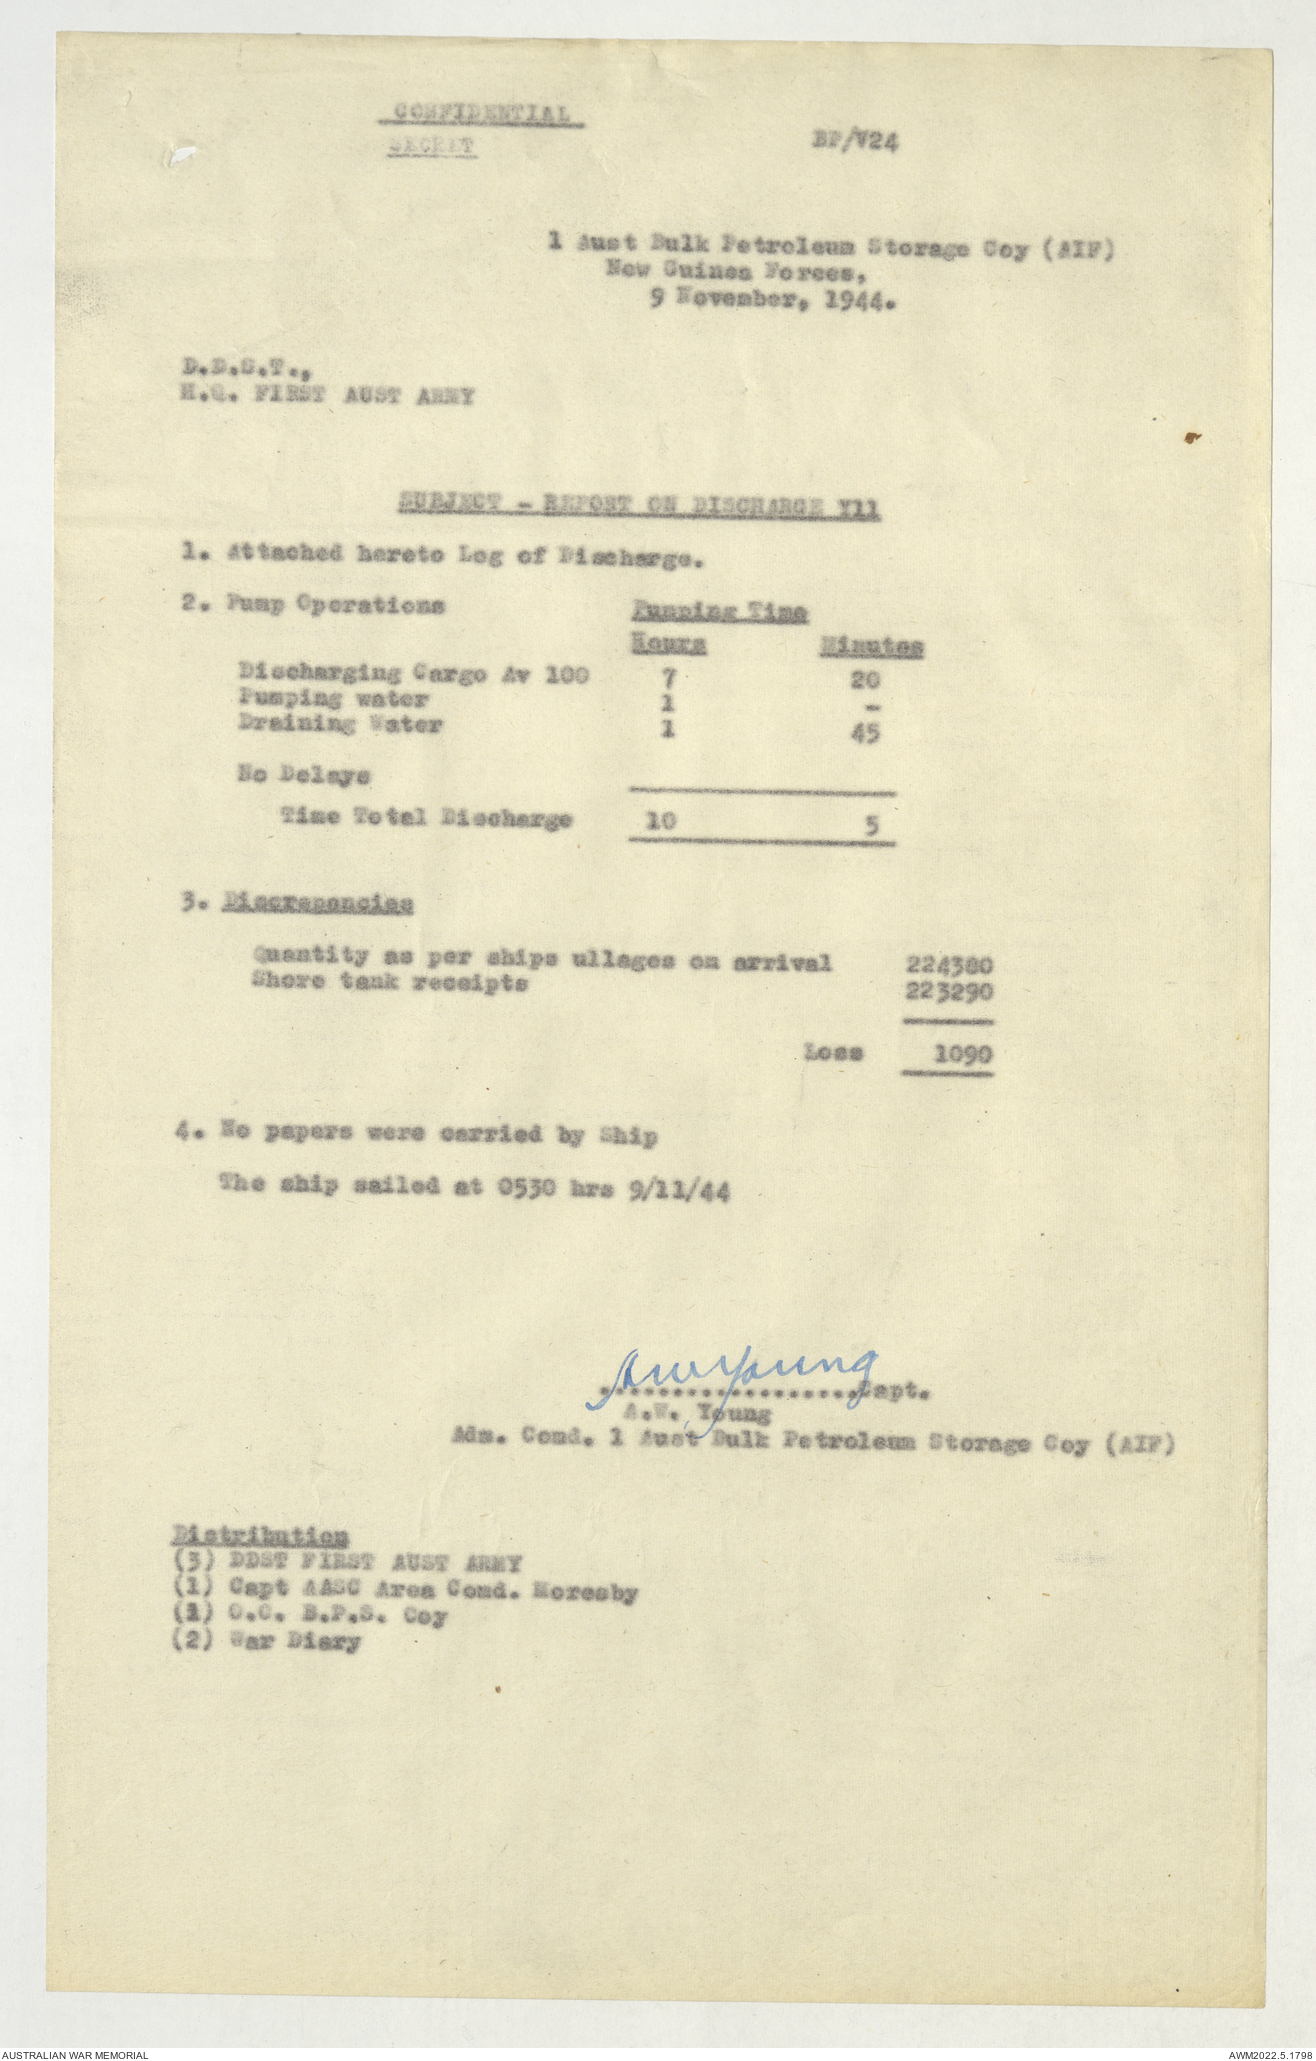 CONFIDENTIAL
SECRET
BP/V24
1 Aust Bulk Petroleum Storage Coy (AIF)
New Guinea Forces,
9 November, 1944.
D.D.S.T.,
H.Q. FIRST AUST ARMY
SUBJECT - REPORT ON DISCHARGE Y11
1. Attached hereto Log of Discharge.
2. Pump Operations Pumping Time
Hours Minutes
Discharging Cargo Av 100 7 20
Pumping water 1 -
Draining Water 1 45
No Delays
Time Total Discharge 10 5
3. Discrepancies
Quantity as per ships ullages on arrival 224380
Shore tank receipts 223290
Loss 1090
4. No papers were carried by Ship
The ship sailed at 0530 hrs 9/11/44
AWYoung
..................Capt.
A.W. Young
Adm. Comd. 1 Aust Bulk Petroleum Storage Coy (AIF)
Distribution
(3) DDST FIRST AUST ARMY
(1) Capt AASC Area Comd. Moresby
(1) O.C. B.P.S. Coy
(2) War Diary
AUSTRALIAN WAR MEMORIAL
AWM2022.5.1798